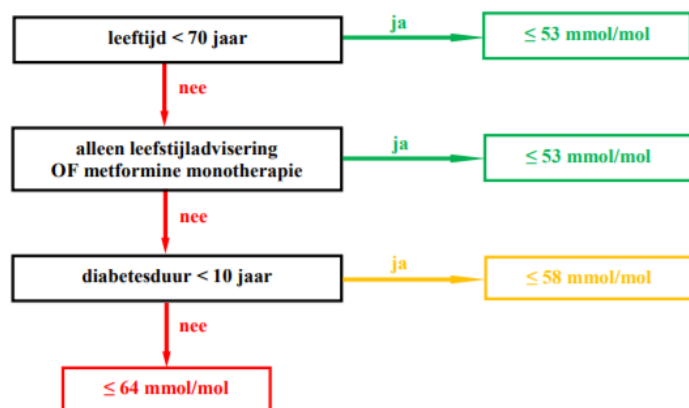 leeftijd < 70 jaar
ja
≤ 53 mmol/mol
nee
alleen leefstijladvisering
OF metformine monotherapie
ja
≤ 53 mmol/mol
nee
diabetesduur < 10 jaar
ja
≤ 58 mmol/mol
nee
≤ 64 mmol/mol